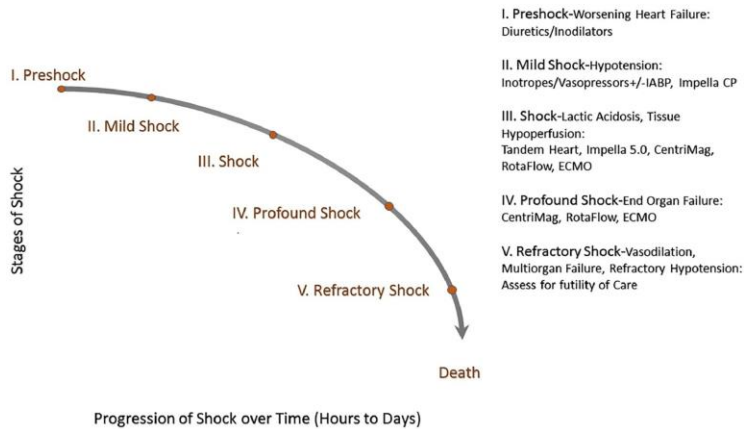 I. Preshock
II. Mild Shock
III. Shock
IV. Profound Shock
V. Refractory Shock
Death
Stages of Shock
Progression of Shock over Time (Hours to Days)
I. Preshock-Worsening Heart Failure:
Diuretics/Inodilators
II. Mild Shock-Hypotension:
Inotropes/Vasopressors+/-IABP, Impella CP
III. Shock-Lactic Acidosis, Tissue
Hypoperfusion:
Tandem Heart, Impella 5.0, CentriMag,
RotaFlow, ECMO
IV. Profound Shock-End Organ Failure:
CentriMag, RotaFlow, ECMO
V. Refractory Shock-Vasodilation,
Multiorgan Failure, Refractory Hypotension:
Assess for futility of Care